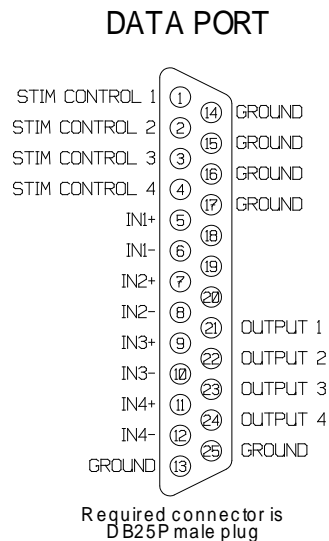 DATA PORT
STIM CONTROL 1 1
14 GROUND
STIM CONTROL 2 2
15 GROUND
STIM CONTROL 3 3
16 GROUND
STIM CONTROL 4 4
17 GROUND
IN1+ 5
18
IN1- 6
19
IN2+ 7
20
IN2- 8
21 OUTPUT 1
IN3+ 9
22 OUTPUT 2
IN3- 10
23 OUTPUT 3
IN4+ 11
24 OUTPUT 4
IN4- 12
25 GROUND
GROUND 13
Required connector is
DB25P male plug